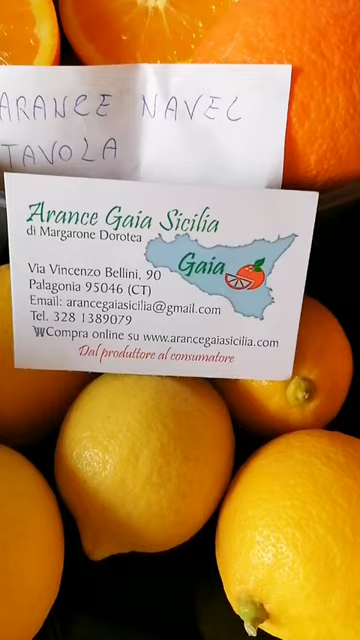 ARANCE NAVEL
TAVOLA
Arance Gaia Sicilia
di Margarone Dorotea
Gaia
Via Vincenzo Bellini, 90
Palagonia 95046 (CT)
Email: arancegaiasicilia@gmail.com
Tel. 328 1389079
Compra online su www.arancegaiasicilia.com
Dal produttore al consumatore